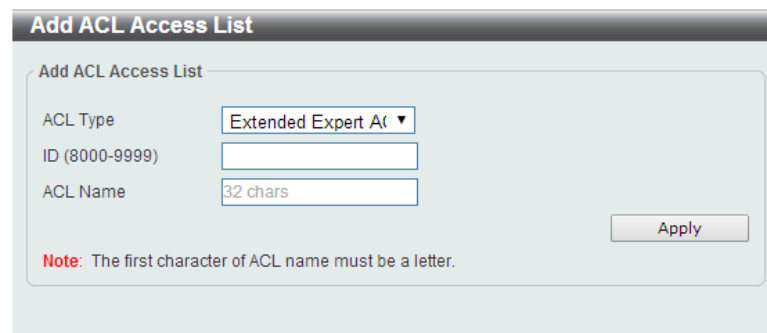 Add ACL Access List
Add ACL Access List
ACL Type
Extended Expert A(
ID (8000-9999)
ACL Name
32 chars
Apply
Note: The first character of ACL name must be a letter.